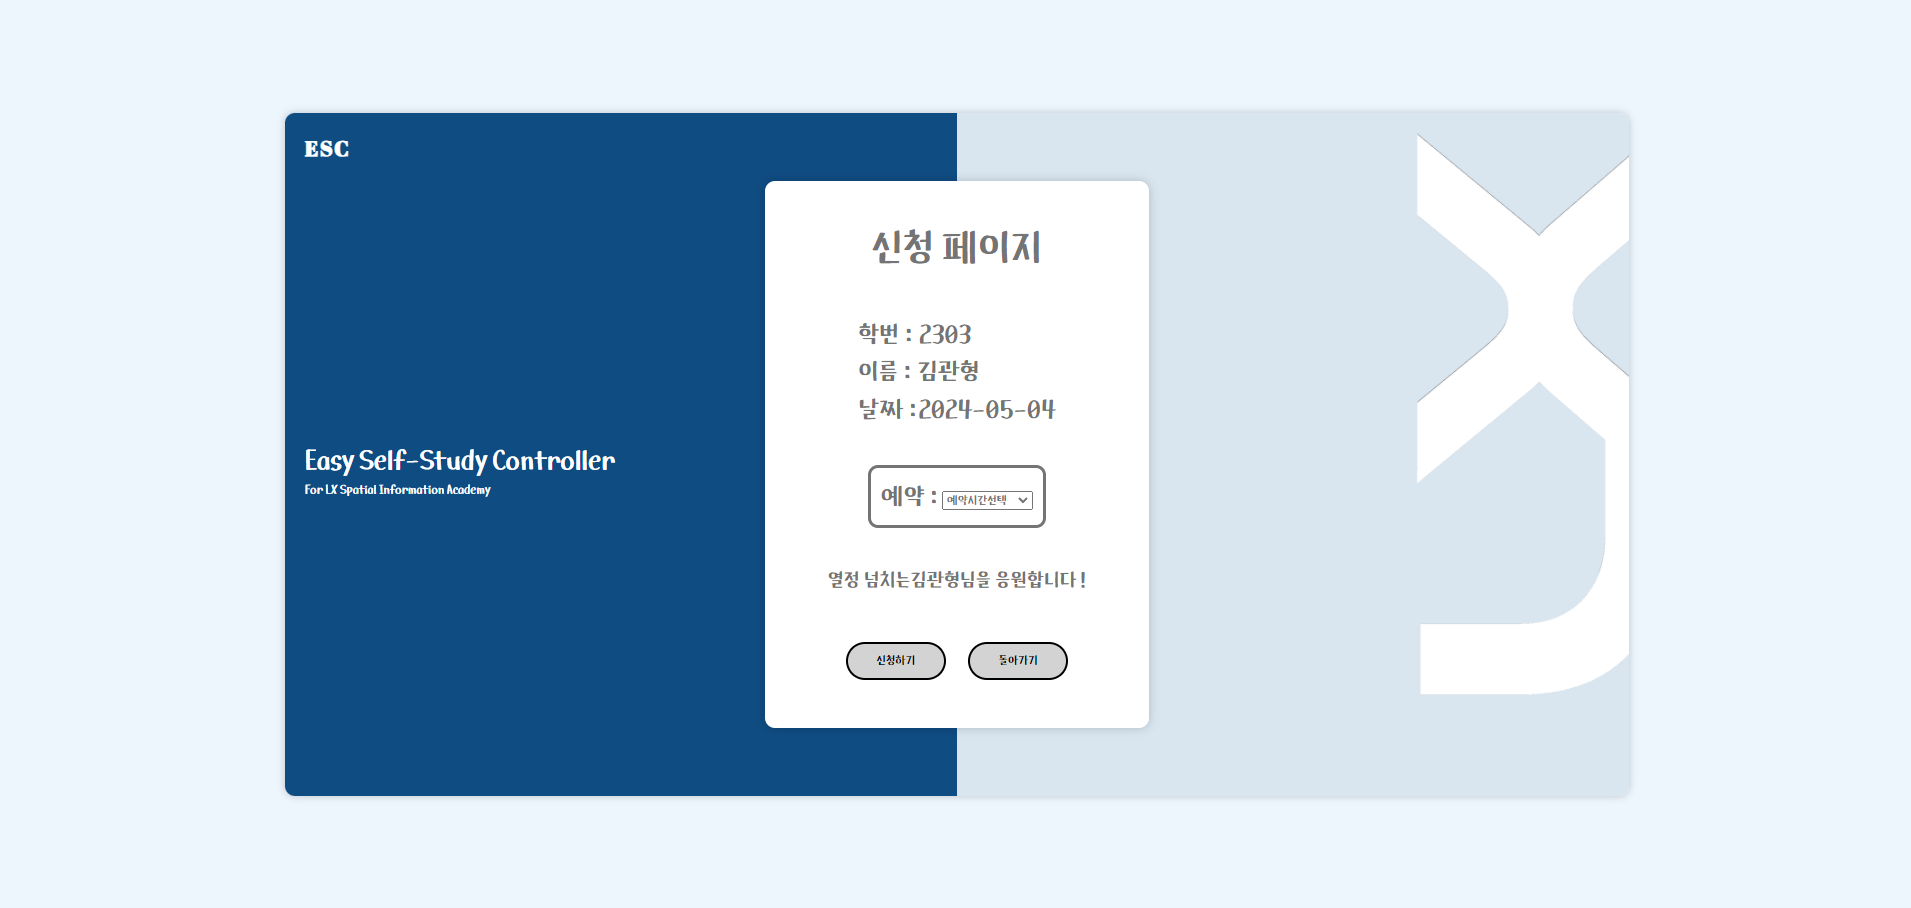 ESC
Easy Self-Study Controller
For LX Spatial Information Academy
신청 페이지
학번 : 2303
이름 : 김관형
날짜 :2024-05-04
예약 : 예약시간선택
열정 넘치는김관형님을 응원합니다!
신청하기 돌아가기